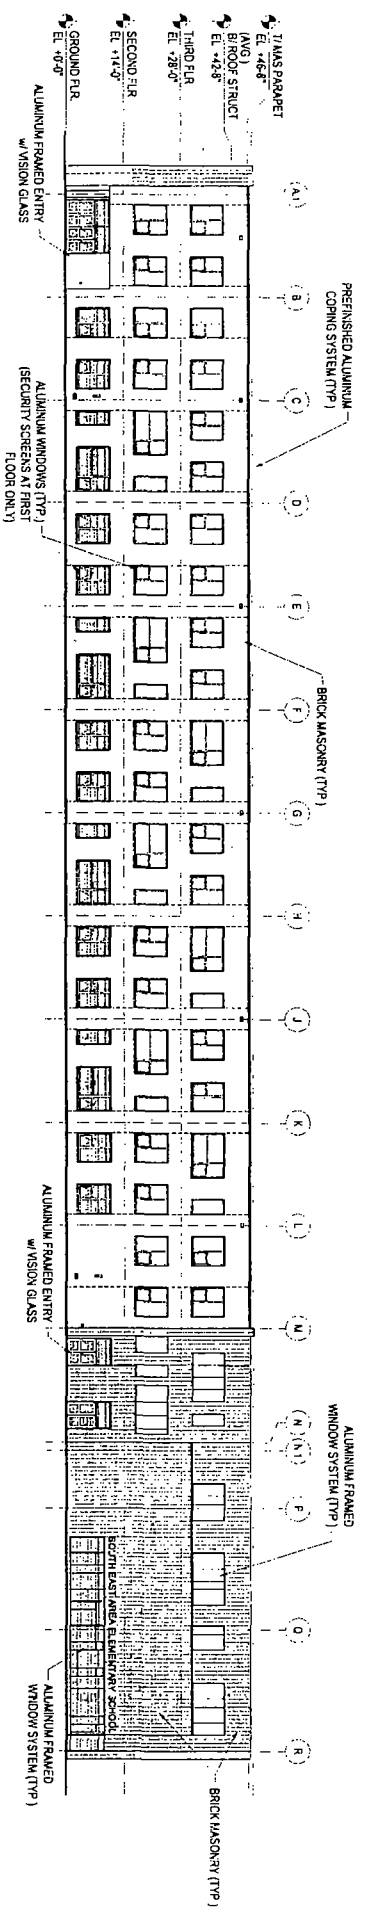 T/ MAS PARAPET
EL +46'-8"
(AVG)
B/ ROOF STRUCT
EL +42'-8"
THIRD FLR
EL +28'-0"
SECOND FLR
EL +14'-0"
GROUND FLR.
EL +0'-0"
ALUMINUM FRAMED ENTRY
w/ VISION GLASS
A.1
B
C
D
E
F
G
H
J
K
L
M
N
P
Q
R
PREFINISHED ALUMINUM
COPING SYSTEM (TYP.)
BRICK MASONRY (TYP)
ALUMINUM FRAMED
WINDOW SYSTEM (TYP)
ALUMINUM WINDOWS (TYP.)
(SECURITY SCREENS AT FIRST
FLOOR ONLY)
ALUMINUM FRAMED ENTRY
w/ VISION GLASS
SOUTH EAST AREA ELEMENTARY SCHOOL
ALUMINUM FRAMED
WINDOW SYSTEM (TYP)
BRICK MASONRY (TYP)